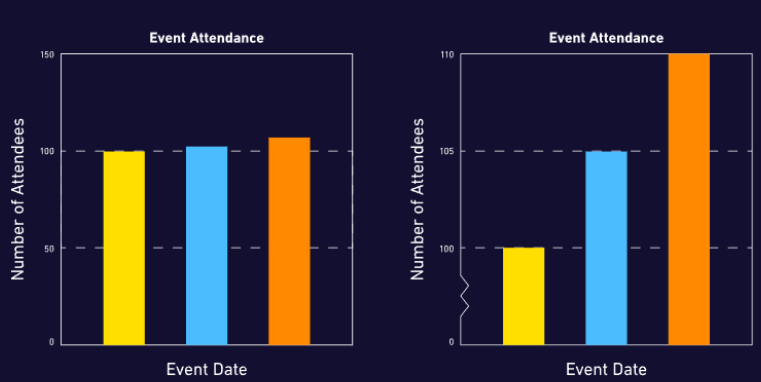 Event Attendance
150
100
50
0
Number of Attendees
Event Date
Event Attendance
110
105
100
0
Number of Attendees
Event Date